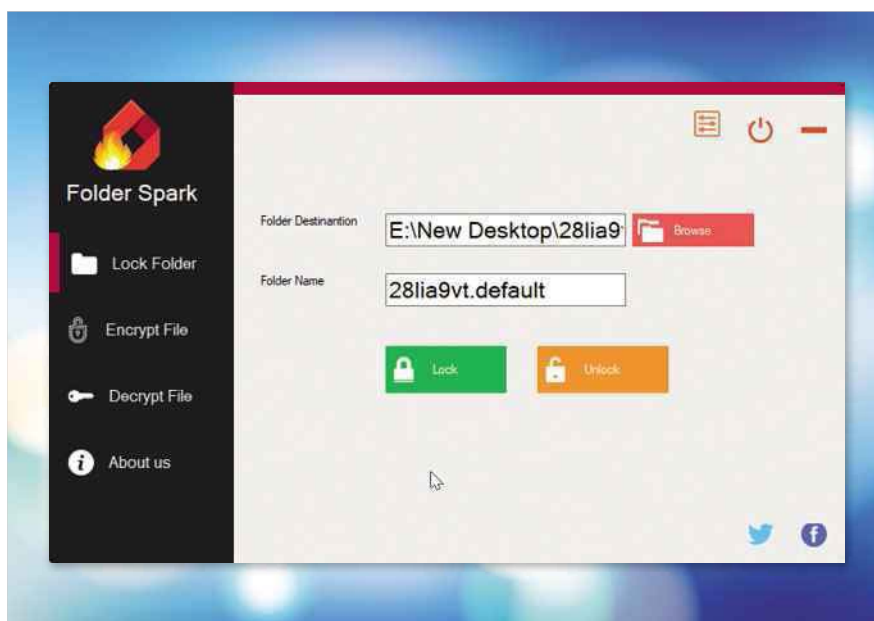 Folder Spark
Lock Folder
Encrypt File
Decrypt File
About us
Folder Destinantion
E:\New Desktop\28lia9
Browse
Folder Name
28lia9vt.default
Lock
Unlock